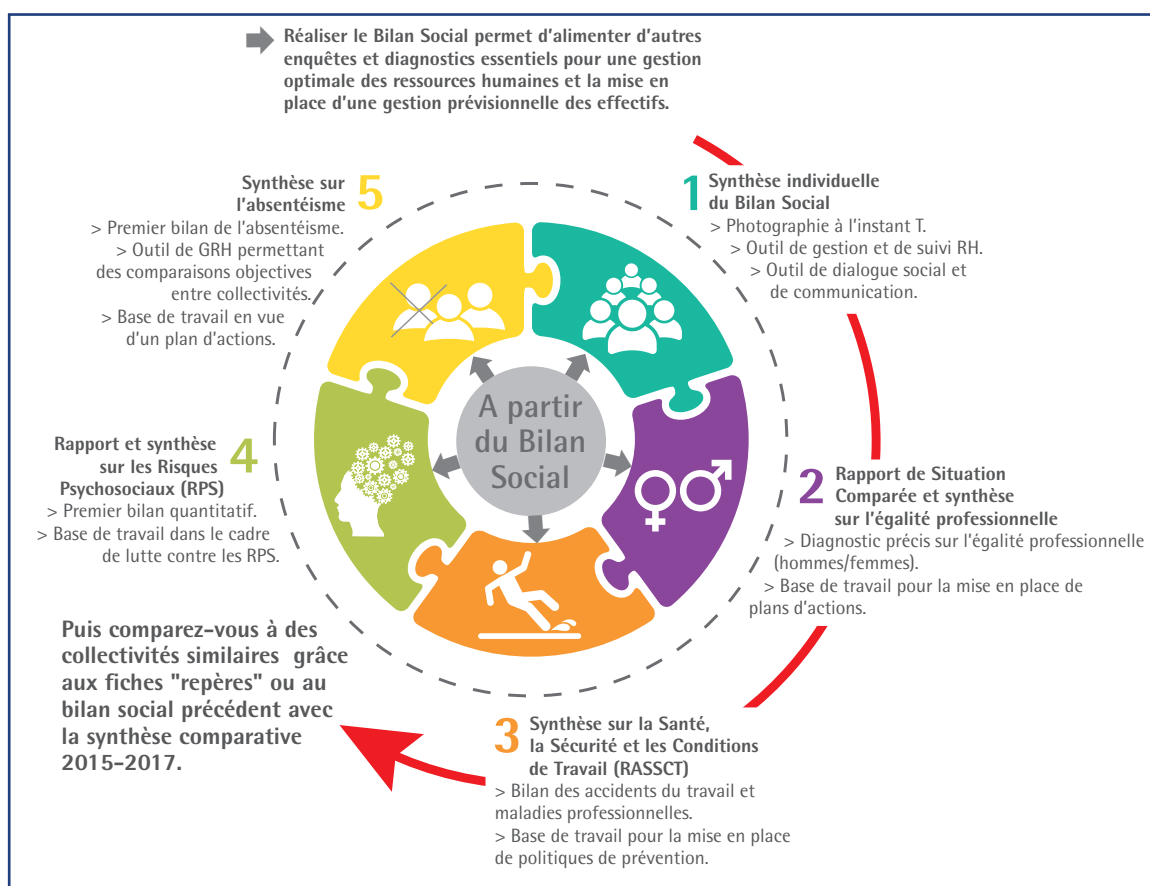 Réaliser le Bilan Social permet d'alimenter d'autres
enquêtes et diagnostics essentiels pour une gestion
optimale des ressources humaines et la mise en
place d'une gestion prévisionnelle des effectifs.
1
Synthèse individuelle
du Bilan Social
> Photographie à l'instant T.
> Outil de gestion et de suivi RH.
> Outil de dialogue social et
de communication.
2
Rapport de Situation
Comparée et synthèse
sur l'égalité professionnelle
> Diagnostic précis sur l'égalité professionnelle
(hommes/femmes).
> Base de travail pour la mise en place de
plans d'actions.
3
Synthèse sur la Santé,
la Sécurité et les Conditions
de Travail (RASSCT)
> Bilan des accidents du travail et
maladies professionnelles.
> Base de travail pour la mise en place
de politiques de prévention.
4
Rapport et synthèse
sur les Risques
Psychosociaux (RPS)
> Premier bilan quantitatif.
> Base de travail dans le cadre
de lutte contre les RPS.
5
Synthèse sur
l'absentéisme
> Premier bilan de l'absentéisme.
> Outil de GRH permettant
des comparaisons objectives
entre collectivités.
> Base de travail en vue
d'un plan d'actions.
A partir
du Bilan
Social
Puis comparez-vous à des
collectivités similaires grâce
aux fiches "repères" ou au
bilan social précédent avec
la synthèse comparative
2015-2017.